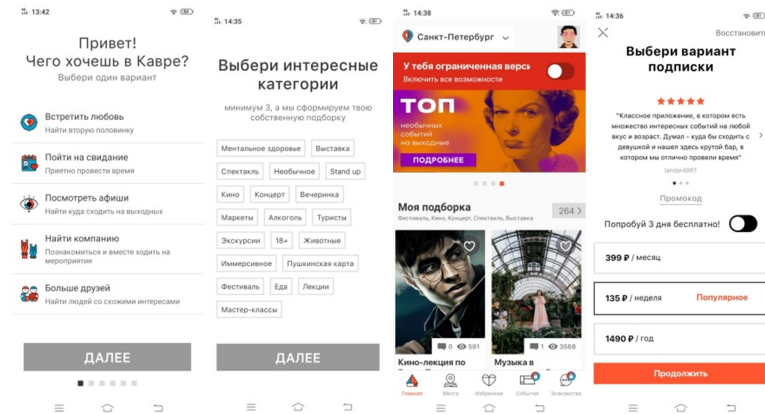 13:42
Привет!
Чего хочешь в Кавре?
Выбери один вариант
Встретить любовь
Найти вторую половинку
Пойти на свидание
Приятно провести время
Посмотреть афиши
Найти куда сходить на выходных
Найти компанию
Познакомиться и вместе ходить на
мероприятия
Больше друзей
Найти людей со схожими интересами
ДАЛЕЕ
14:35
Выбери интересные
категории
минимум 3, а мы сформируем твою
собственную подборку
Ментальное здоровье Выставка
Спектакль Необычное Stand up
Кино Концерт Вечеринка
Маркеты Алкоголь Туристы
Экскурсии 18+ Животные
Иммерсивное Пушкинская карта
Фестиваль Еда Лекции
Мастер-классы
ДАЛЕЕ
14:38
Санкт-Петербург
У тебя ограниченная верси
Включить все возможности
ТОП
необычных
событий
на выходные
ПОДРОБНЕЕ
Моя подборка
Фестиваль, Кино, Концерт, Спектакль, Выставка
264 >
0 591
1 3568
Кино-лекция по
Музыка в
Главная Места Избранное События Знакомства
14:36
Восстановить
Выбери вариант
подписки
"Классное приложение, в котором есть
множество интересных событий на любой
вкус и возраст. Думал - куда бы сходить с
девушкой и нашел здесь крутой бар, в
котором мы отлично провели время"
landar4861
Промокод
Попробуй 3 дня бесплатно!
399 ₽ / месяц
135 ₽ / неделя Популярное
1490 ₽ / год
Продолжить